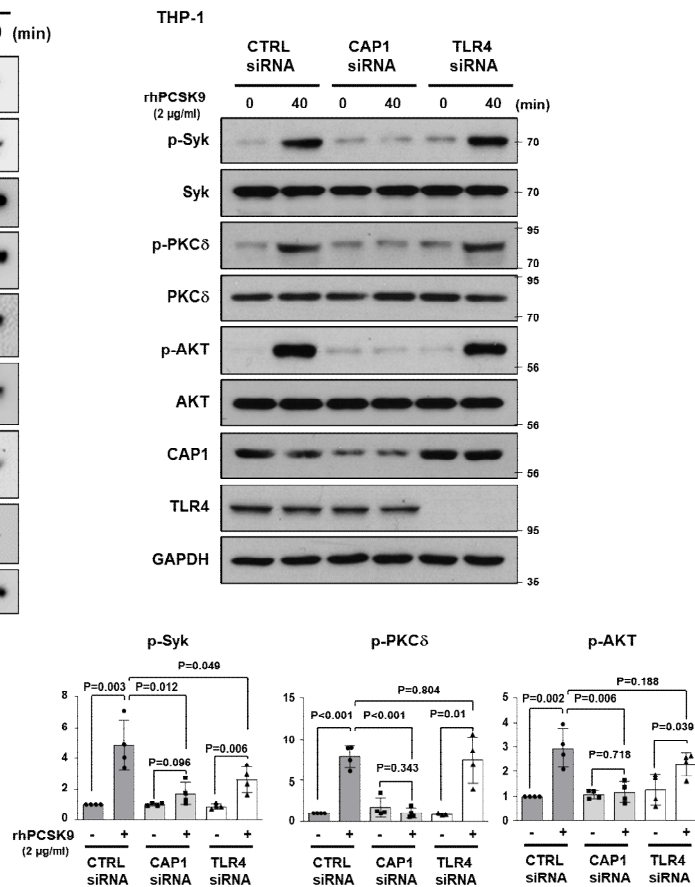 (min)
THP-1
CTRL siRNA CAP1 siRNA TLR4 siRNA
rhPCSK9 (2 µg/ml) 0 40 0 40 0 40 (min)
p-Syk 70
Syk 70
p-PKCδ 95 70
PKCδ 95 70
p-AKT 56
AKT 56
CAP1 56
TLR4 95
GAPDH 35
p-Syk
P=0.049
P=0.003 P=0.012
P=0.096 P=0.006
8
6
4
2
0
rhPCSK9 (2 µg/ml) - + - + - +
CTRL siRNA CAP1 siRNA TLR4 siRNA
p-PKCδ
P=0.804
P<0.001 P<0.001 P=0.01
P=0.343
15
10
5
0
- + - + - +
CTRL siRNA CAP1 siRNA TLR4 siRNA
p-AKT
P=0.188
P=0.002 P=0.006
P=0.718 P=0.039
5
4
3
2
1
0
- + - + - +
CTRL siRNA CAP1 siRNA TLR4 siRNA